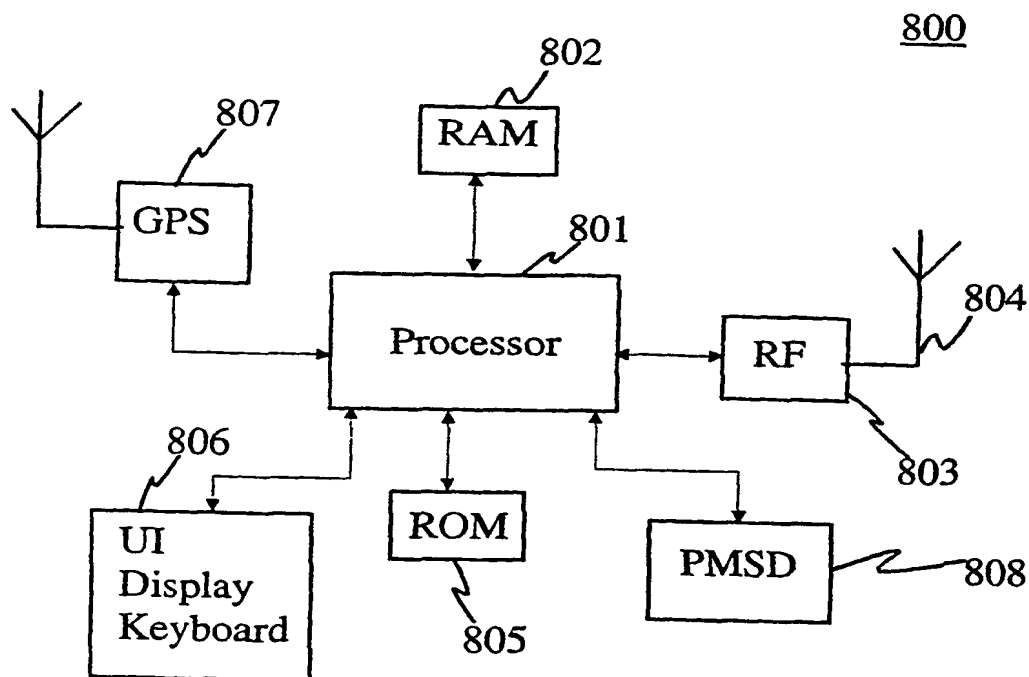 800
802
RAM
807
GPS
801
Processor
804
RF
803
806
UI
Display
Keyboard
ROM
805
PMSD
808